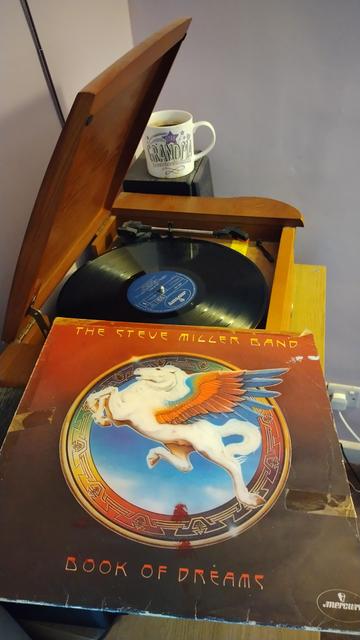 GRANDPA
THE STEVE MILLER BAND
BOOK OF DREAMS
mercury